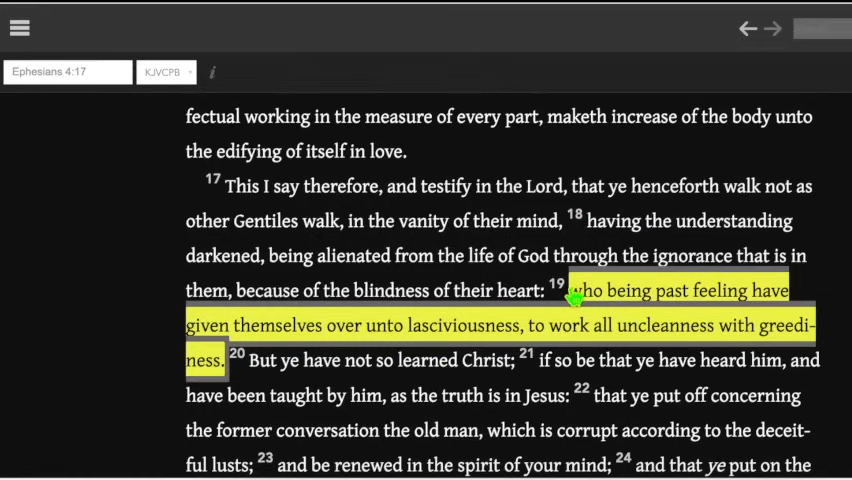 Ephesians 4:17 KJVCPB i
fectual working in the measure of every part, maketh increase of the body unto
the edifying of itself in love.
17 This I say therefore, and testify in the Lord, that ye henceforth walk not as
other Gentiles walk, in the vanity of their mind, 18 having the understanding
darkened, being alienated from the life of God through the ignorance that is in
them, because of the blindness of their heart: 19 who being past feeling have
given themselves over unto lasciviousness, to work all uncleanness with greedi-
ness. 20 But ye have not so learned Christ; 21 if so be that ye have heard him, and
have been taught by him, as the truth is in Jesus: 22 that ye put off concerning
the former conversation the old man, which is corrupt according to the deceit-
ful lusts; 23 and be renewed in the spirit of your mind; 24 and that ye put on the